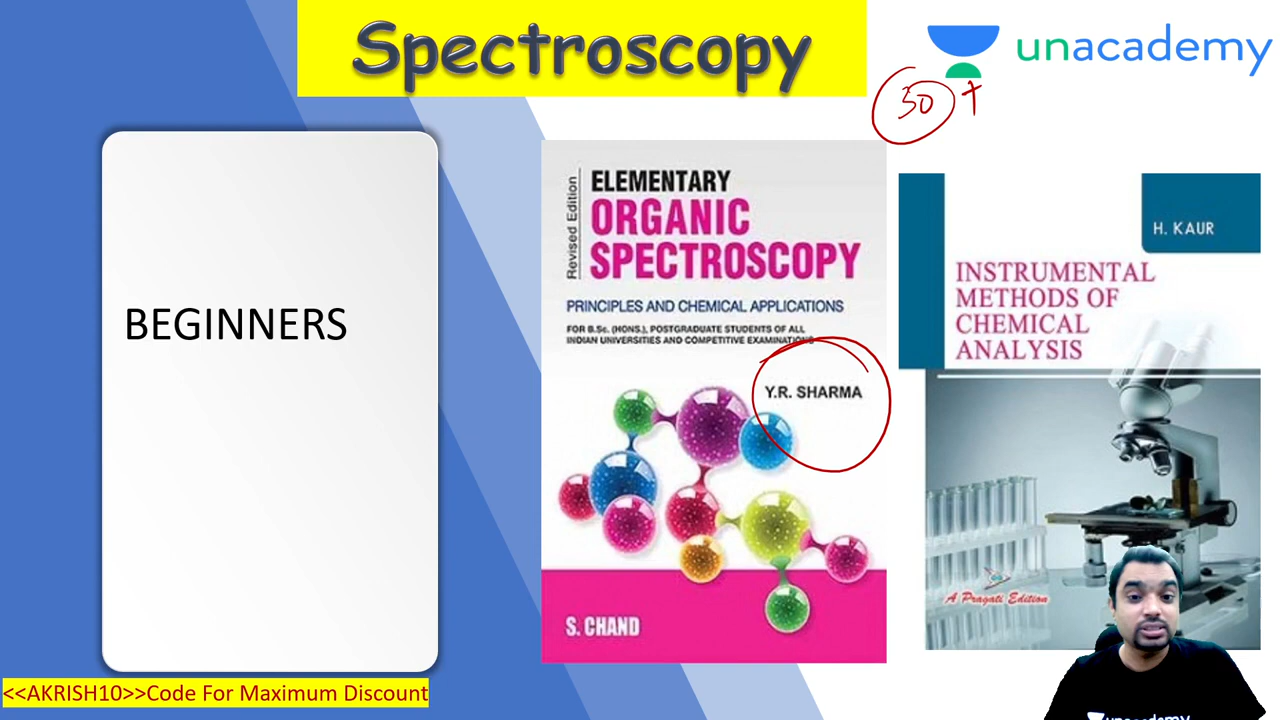 Spectroscopy
unacademy
50 +
BEGINNERS
Revised Edition
ELEMENTARY
ORGANIC
SPECTROSCOPY
PRINCIPLES AND CHEMICAL APPLICATIONS
FOR B.Sc. (HONS.), POSTGRADUATE STUDENTS OF ALL
INDIAN UNIVERSITIES AND COMPETITIVE EXAMINATIONS
Y.R. SHARMA
S. CHAND
H. KAUR
INSTRUMENTAL
METHODS OF
CHEMICAL
ANALYSIS
A Pragati Edition
<<AKRISH10>>Code For Maximum Discount
unacademy